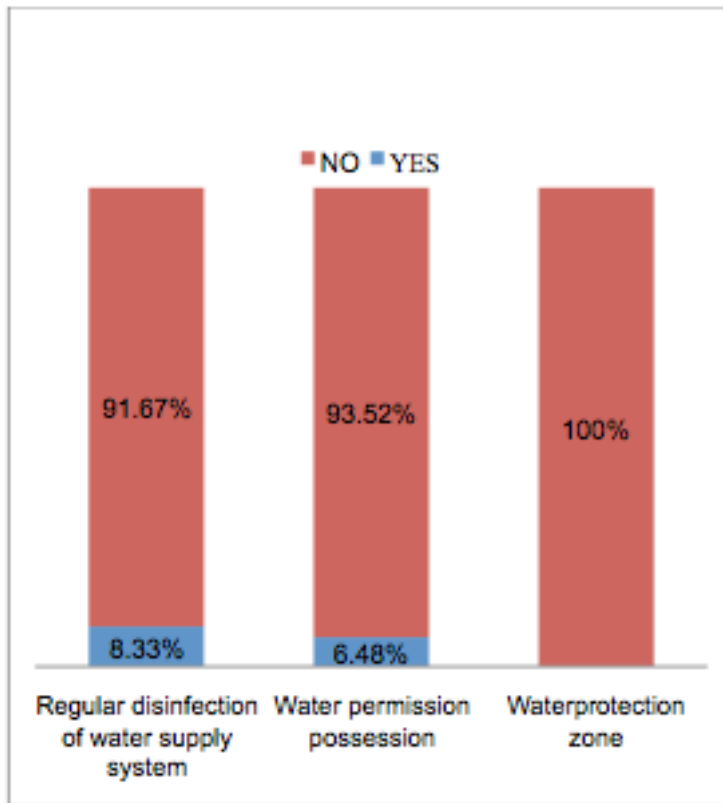 NO YES
91.67%
93.52%
100%
8.33%
6.48%
Regular disinfection
of water supply
system
Water permission
possession
Waterprotection
zone